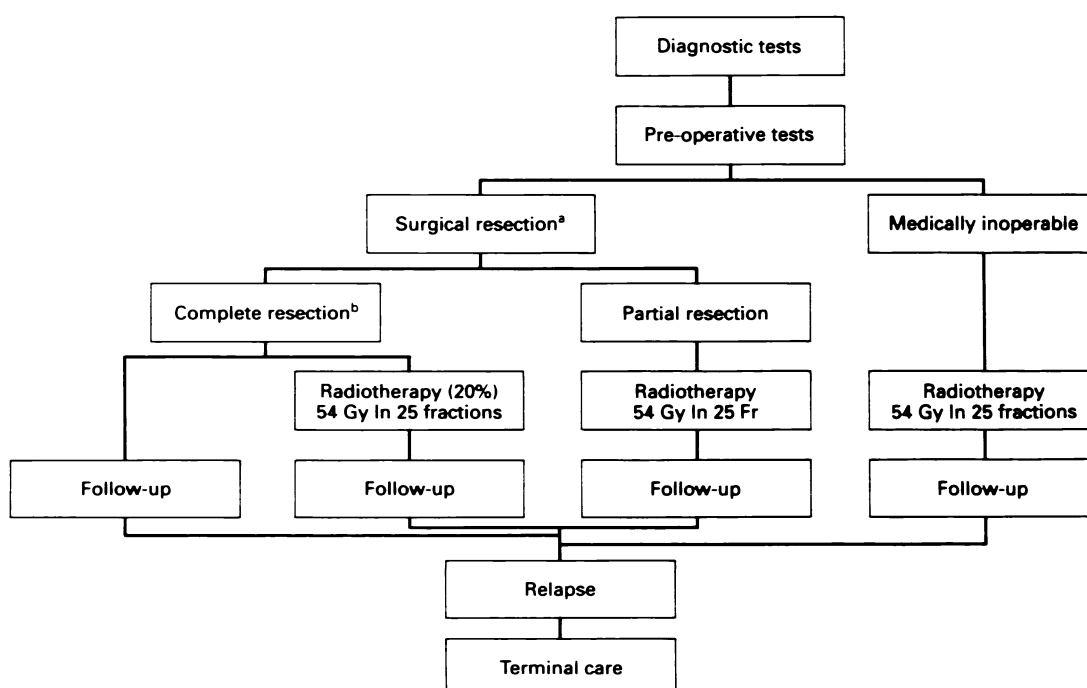 Diagnostic tests
Pre-operative tests
Surgical resectionᵃ
Medically inoperable
Complete resectionᵇ
Partial resection
Radiotherapy (20%)
54 Gy In 25 fractions
Radiotherapy
54 Gy In 25 Fr
Radiotherapy
54 Gy In 25 fractions
Follow-up
Follow-up
Follow-up
Follow-up
Relapse
Terminal care